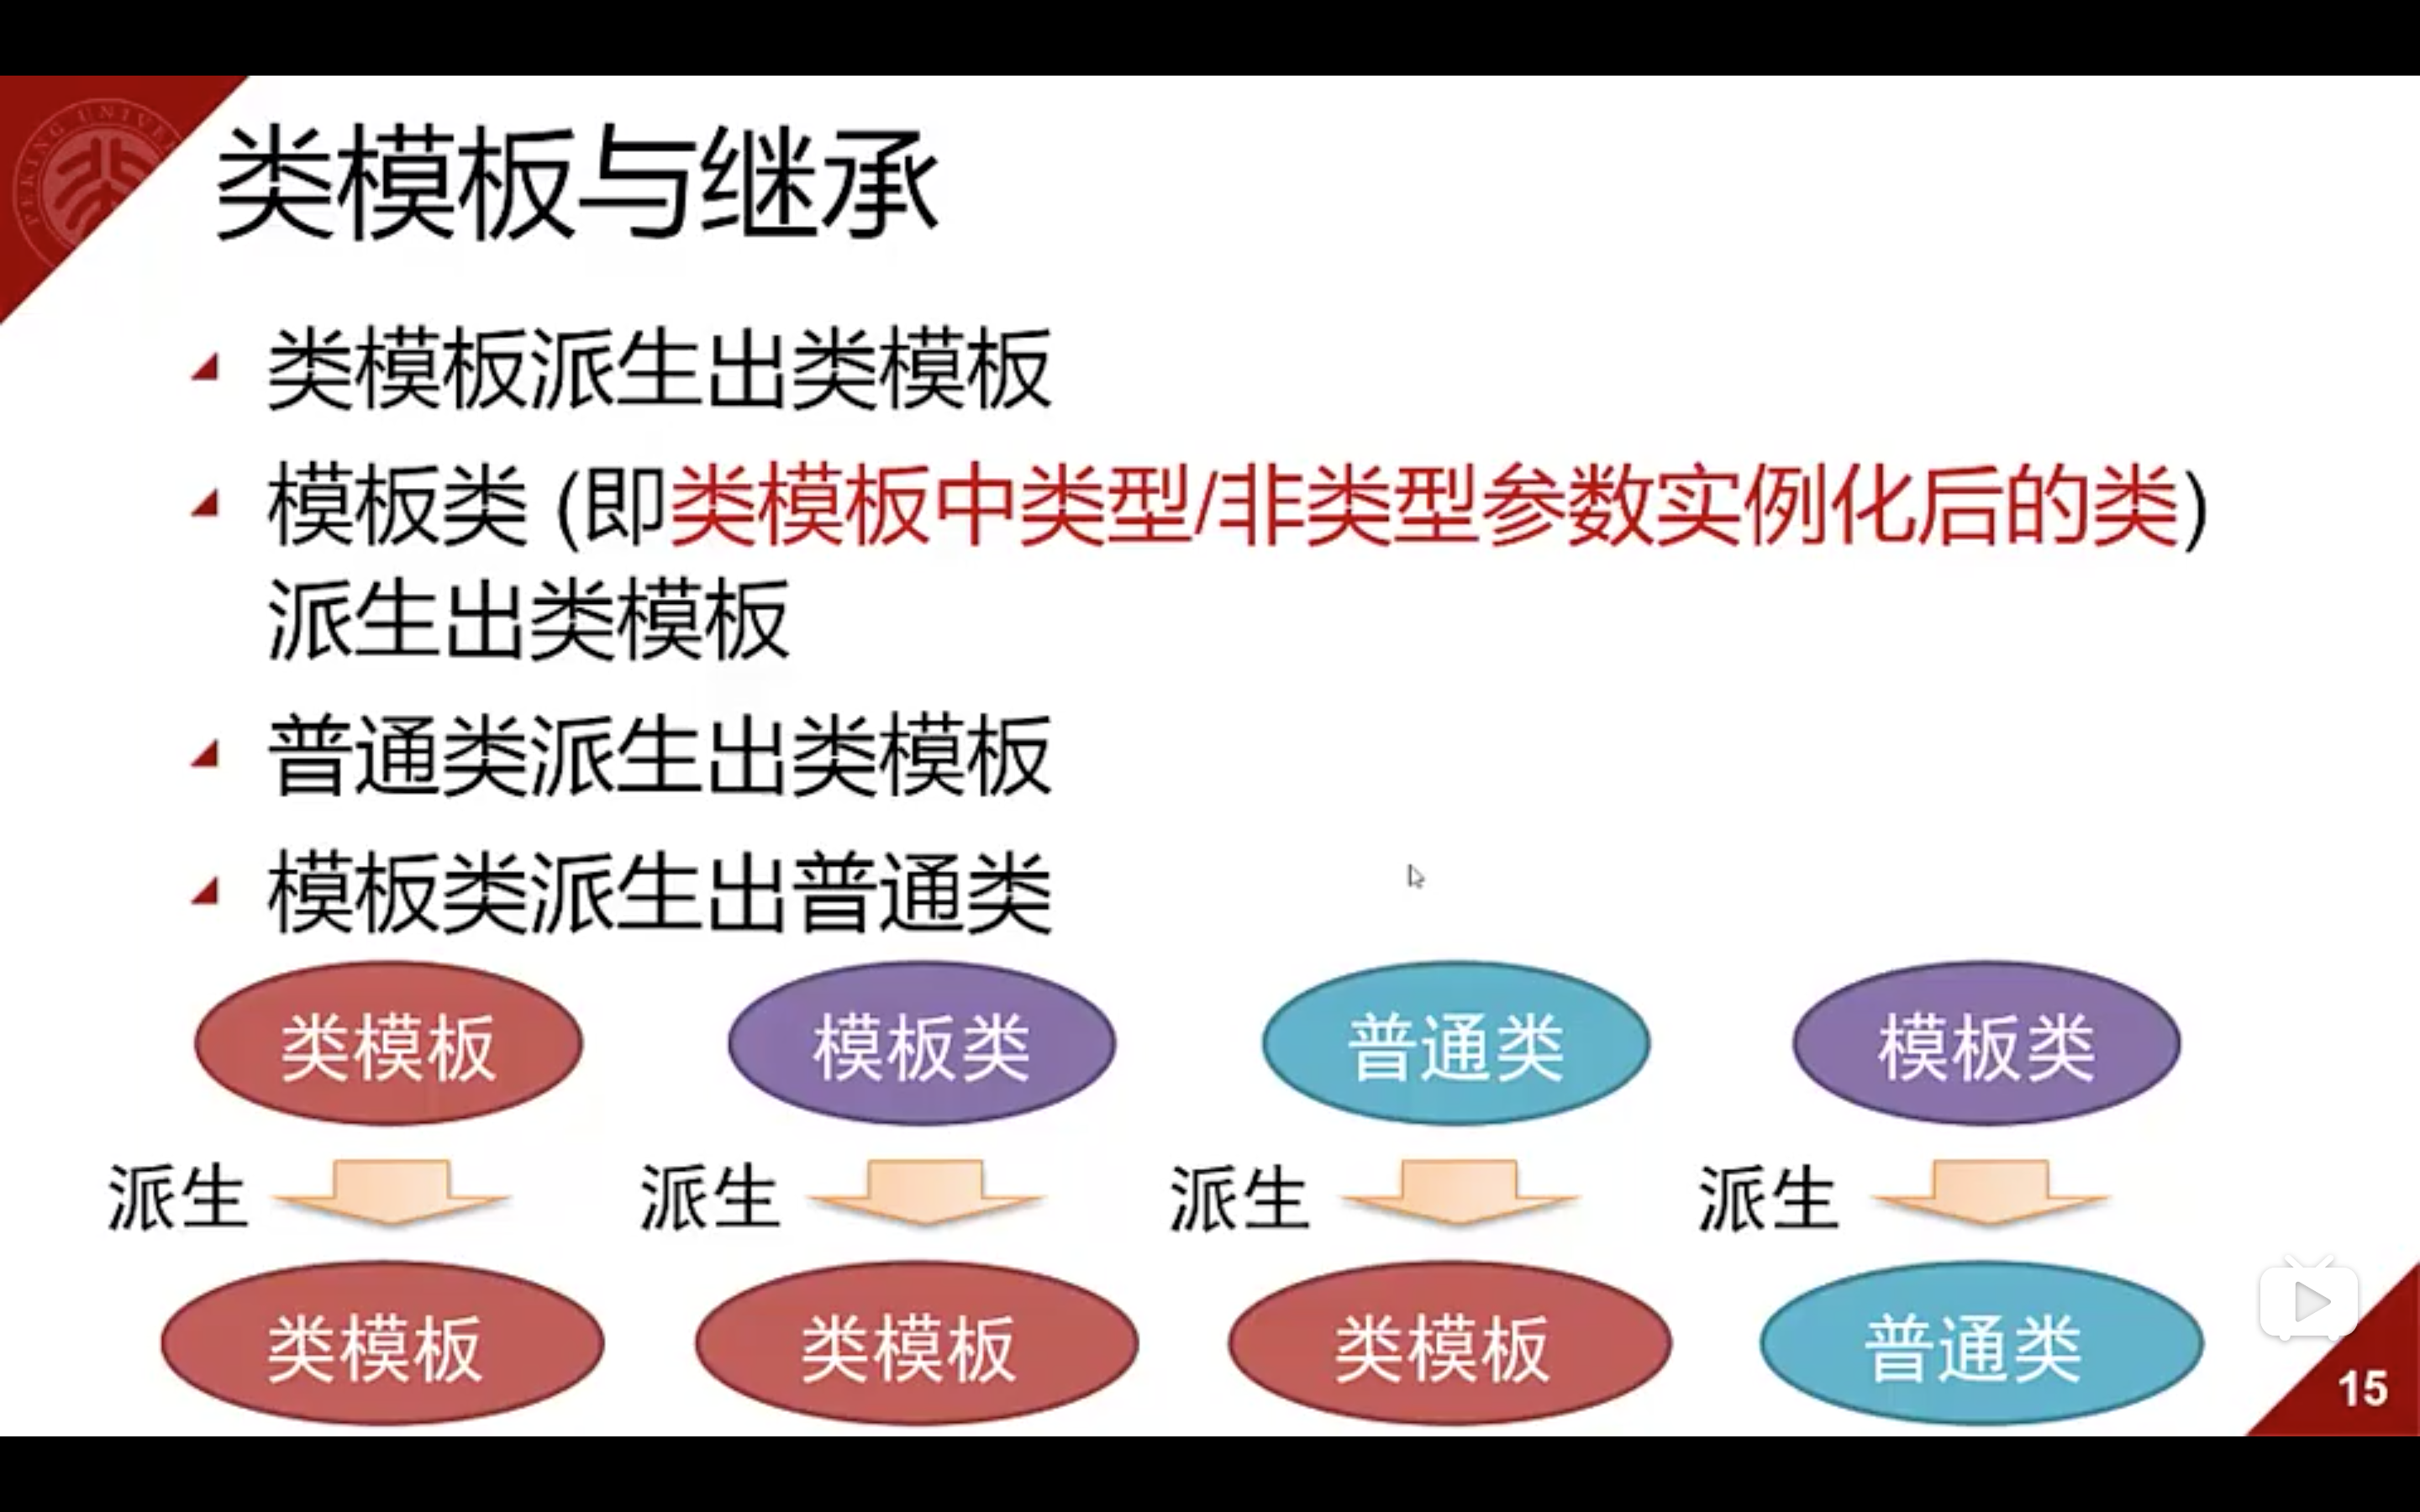 类模板与继承
类模板派生出类模板
模板类 (即类模板中类型/非类型参数实例化后的类)
派生出类模板
普通类派生出类模板
模板类派生出普通类
类模板 模板类 普通类 模板类
派生 派生 派生 派生
类模板 类模板 类模板 普通类
15